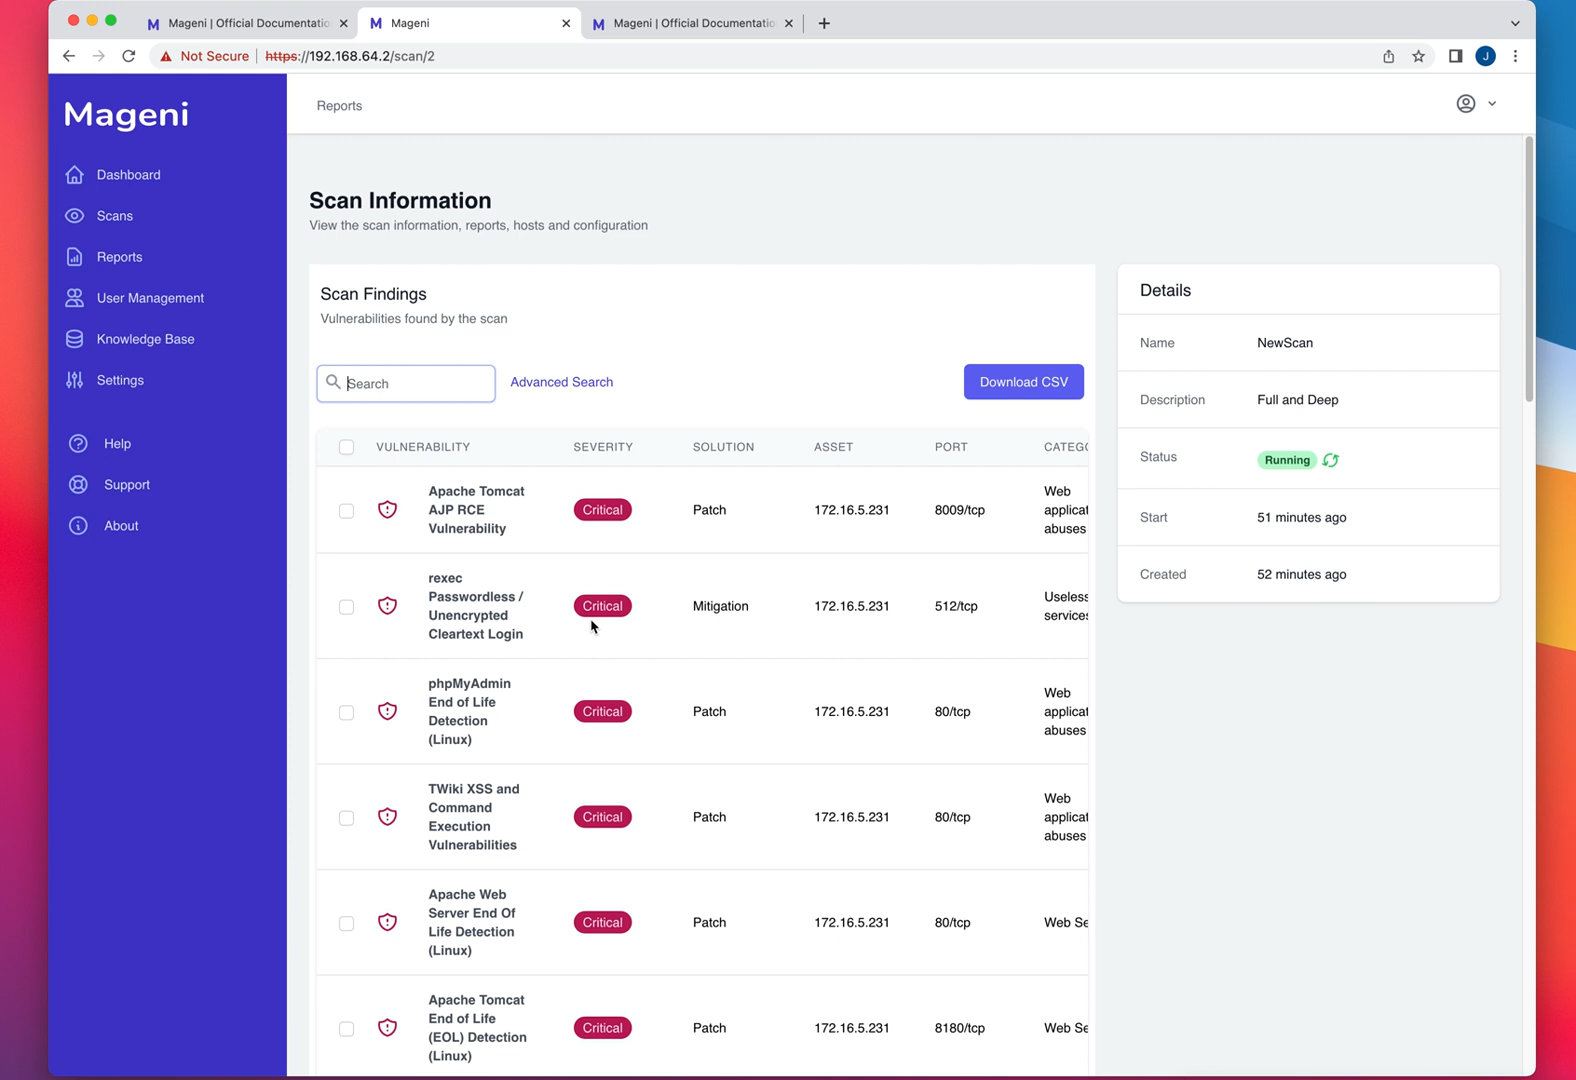 Mageni | Official Documentatio
Mageni
Mageni | Official Documentatio
Not Secure
https://192.168.64.2/scan/2
J
Mageni
Dashboard
Scans
Reports
User Management
Knowledge Base
Settings
Help
Support
About
Reports
Scan Information
View the scan information, reports, hosts and configuration
Scan Findings
Vulnerabilities found by the scan
Search
Advanced Search
Download CSV
VULNERABILITY SEVERITY SOLUTION ASSET PORT CATEG
Apache Tomcat
AJP RCE
Vulnerability
Critical
Patch
172.16.5.231
8009/tcp
Web
applicat
abuses
rexec
Passwordless /
Unencrypted
Cleartext Login
Critical
Mitigation
172.16.5.231
512/tcp
Useless
services
phpMyAdmin
End of Life
Detection
(Linux)
Critical
Patch
172.16.5.231
80/tcp
Web
applicat
abuses
TWiki XSS and
Command
Execution
Vulnerabilities
Critical
Patch
172.16.5.231
80/tcp
Web
applicat
abuses
Apache Web
Server End Of
Life Detection
(Linux)
Critical
Patch
172.16.5.231
80/tcp
Web Se
Apache Tomcat
End of Life
(EOL) Detection
(Linux)
Critical
Patch
172.16.5.231
8180/tcp
Web Se
Details
Name NewScan
Description Full and Deep
Status Running
Start 51 minutes ago
Created 52 minutes ago